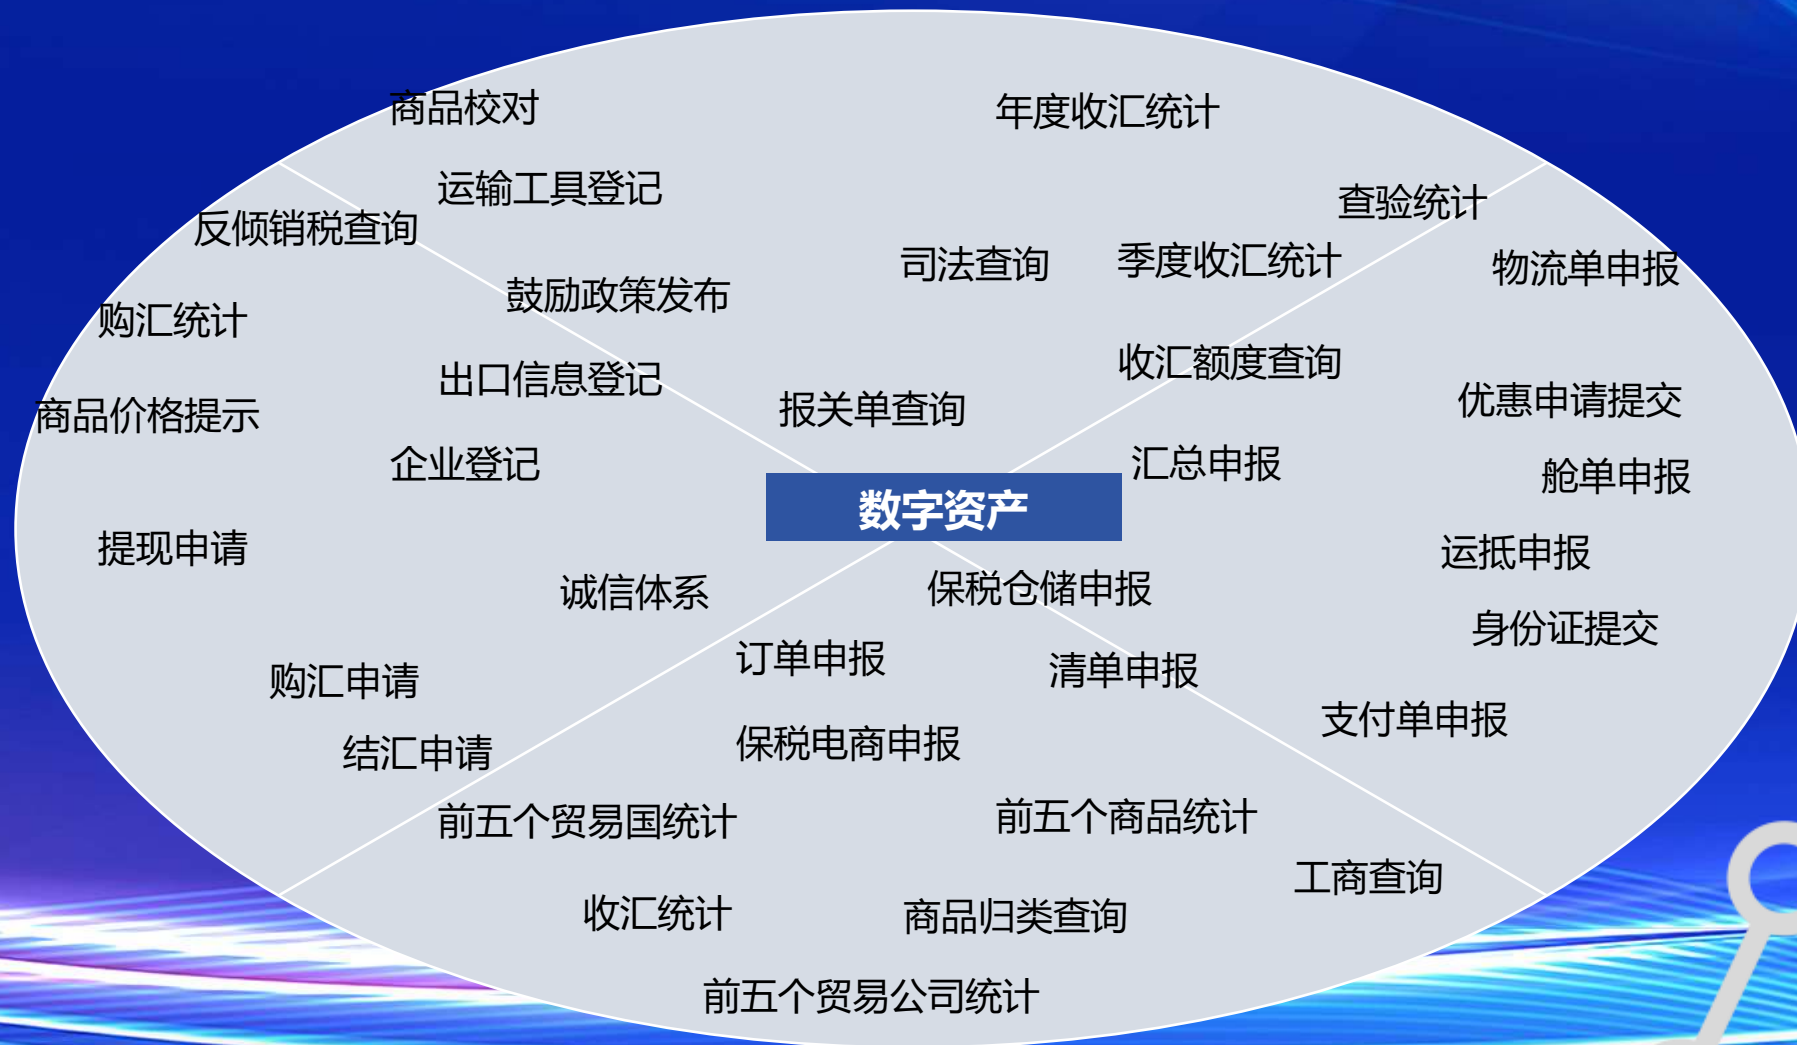 商品校对
年度收汇统计
运输工具登记
查验统计
反倾销税查询
司法查询
季度收汇统计
物流单申报
鼓励政策发布
购汇统计
收汇额度查询
出口信息登记
优惠申请提交
报关单查询
商品价格提示
企业登记
汇总申报
舱单申报
数字资产
提现申请
运抵申报
诚信体系
保税仓储申报
身份证提交
订单申报
清单申报
购汇申请
支付单申报
保税电商申报
结汇申请
前五个贸易国统计
前五个商品统计
工商查询
收汇统计
商品归类查询
前五个贸易公司统计